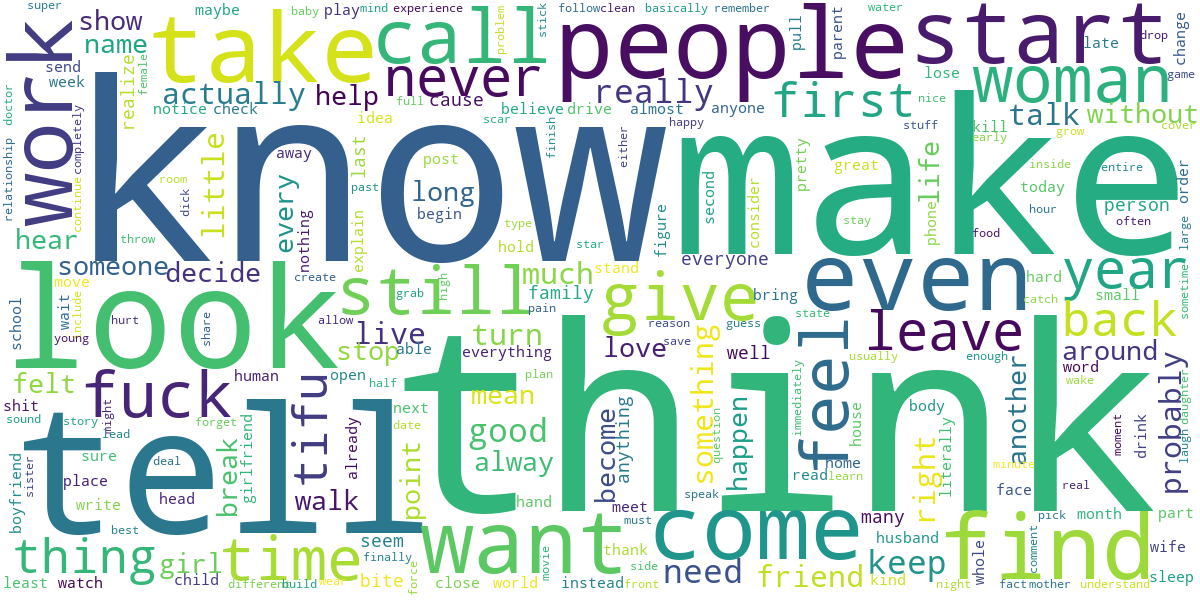 super
maybe
baby
play
mind
experience
follow
clean
basically
remember
water
show
name
take
call
problem
stick
people
pull
parent
start
late
drop
change
work
send
week
realize
female
actually
never
really
first
woman
game
lose
nice
doctor
relationship
completely
notice
check
help
full
cause
believe
drive
almost
anyone
talk
without
cover
idea
scar
finish
either
happy
stuff
kill
early
grow
know
make
away
last
post
long
begin
past
room
dick
continue
little
every
nothing
explain
type
hold
star
figure
second
consider
pretty
great
stay
phone
life
inside
today
hour
food
entire
person
often
order
large
sometime
hear
throw
someone
decide
create
still
high
grab
much
stand
family
pain
everyone
give
bring
state
even
year
hard
catch
small
back
school
move
wait
include
young
look
hurt
share
allow
live
stop
able
turn
everything
reason
save
love
guess
well
feel
leave
usually
enough
around
word
wake
felt
fuck
human
open
half
plan
think
mean
something
question
happen
immediately
house
body
another
probably
laugh
daughter
shit
sound
story
might
read
forget
tiful
next
date
good
alway
become
anything
home
read
learn
right
literally
moment
drink
boyfriend
sister
sure
deal
tell
break
girlfriend
already
point
place
write
head
best
walk
hand
meet
speak
must
minute
face
real
pick
month
part
thing
girl
time
seem
finally
want
movie
thank
side
come
many
husband
find
comment
whole
wife
least
watch
child
different
build
wear
bite
force
close
world
instead
front
need
friend
kind
keep
night
fact
mother
understand
sleep